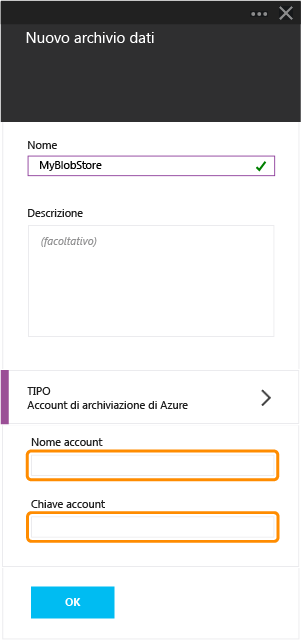 Nuovo archivio dati
Nome
MyBlobStore
Descrizione
(facoltativo)
TIPO
Account di archiviazione di Azure
Nome account
Chiave account
OK